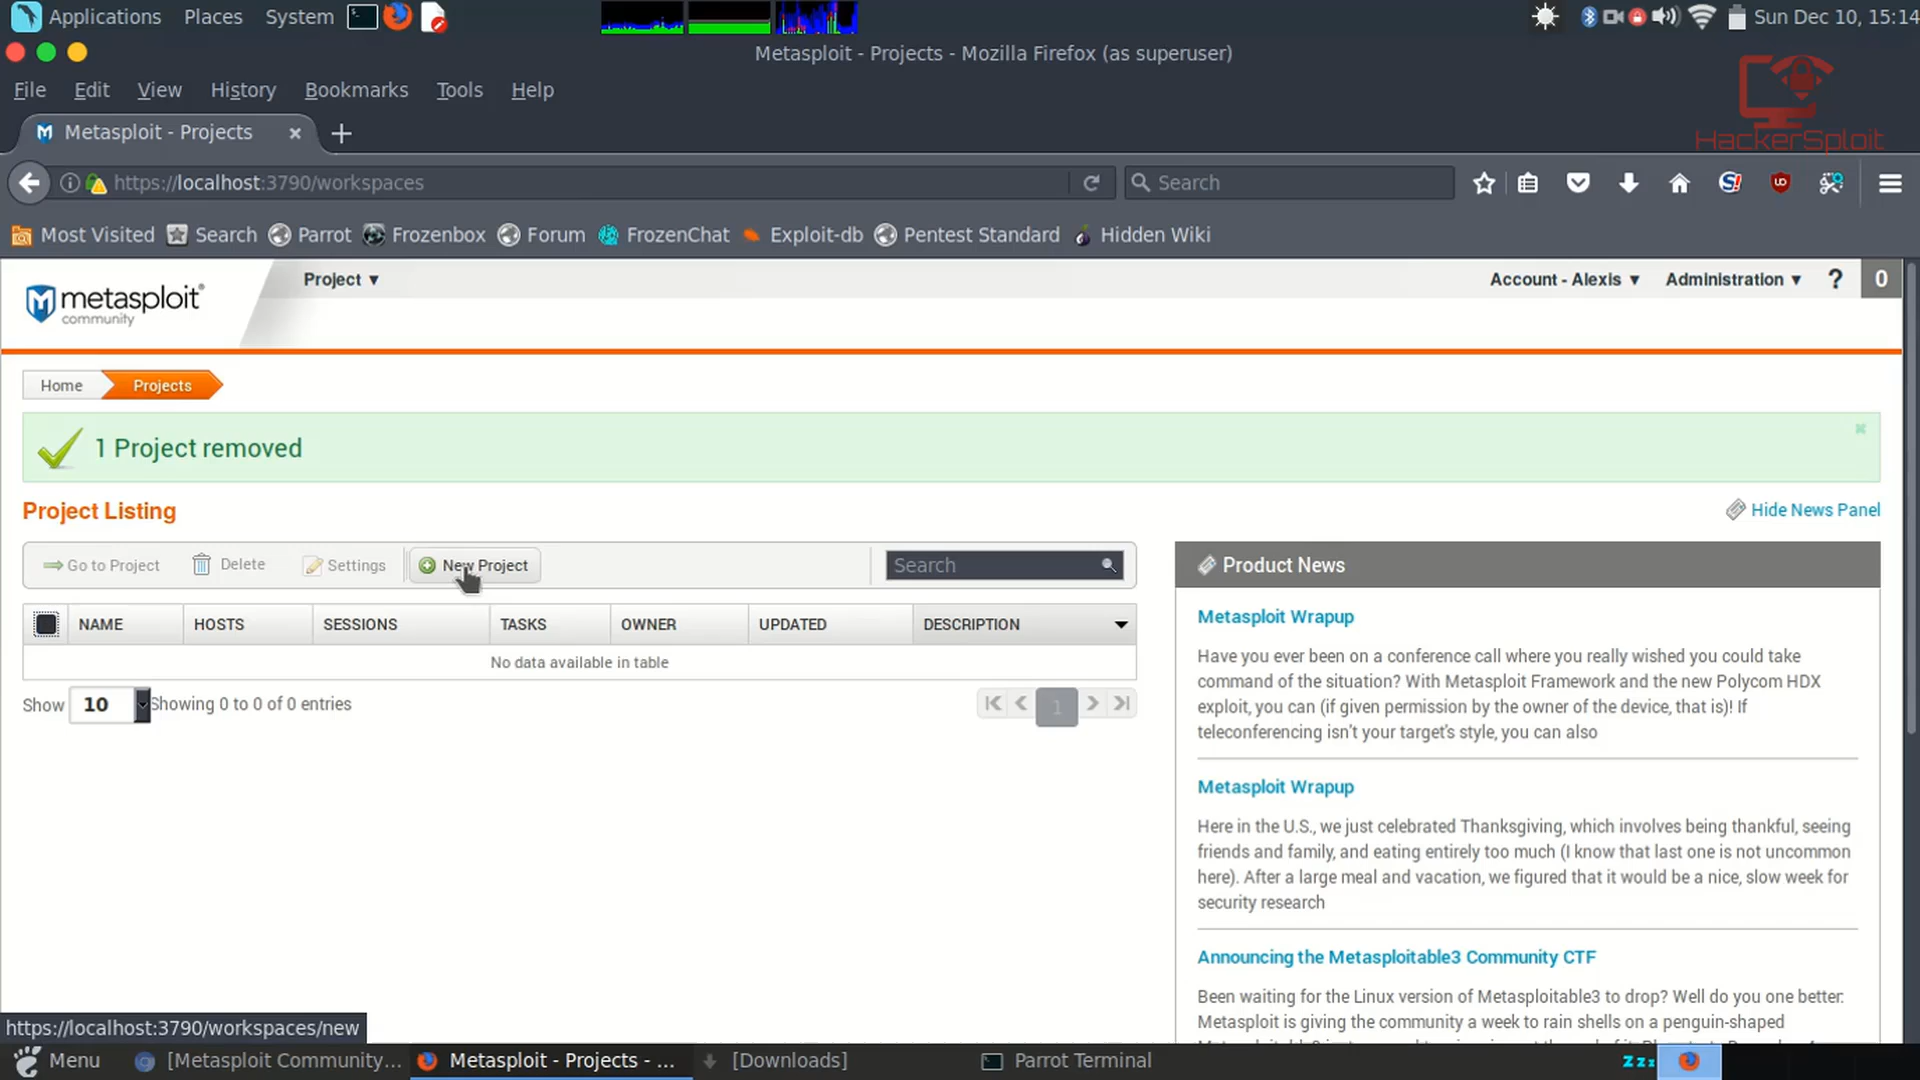 Applications Places System Sun Dec 10, 15:14
Metasploit - Projects - Mozilla Firefox (as superuser)
File Edit View History Bookmarks Tools Help
HackerSploit
Metasploit - Projects
https://localhost:3790/workspaces Search
Most Visited Search Parrot Frozenbox Forum FrozenChat Exploit-db Pentest Standard Hidden Wiki
Project ▼ Account - Alexis ▼ Administration ▼ ? 0
metasploit
community
Home Projects
1 Project removed
Project Listing Hide News Panel
Go to Project Delete Settings New Project Search
NAME HOSTS SESSIONS TASKS OWNER UPDATED DESCRIPTION
No data available in table
Show 10 Showing 0 to 0 of 0 entries 1
Product News
Metasploit Wrapup
Have you ever been on a conference call where you really wished you could take
command of the situation? With Metasploit Framework and the new Polycom HDX
exploit, you can (if given permission by the owner of the device, that is)! If
teleconferencing isn't your target's style, you can also
Metasploit Wrapup
Here in the U.S., we just celebrated Thanksgiving, which involves being thankful, seeing
friends and family, and eating entirely too much (I know that last one is not uncommon
here). After a large meal and vacation, we figured that it would be a nice, slow week for
security research
Announcing the Metasploitable3 Community CTF
Been waiting for the Linux version of Metasploitable3 to drop? Well do you one better:
Metasploit is giving the community a week to rain shells on a penguin-shaped
https://localhost:3790/workspaces/new
Menu [Metasploit Community... Metasploit - Projects - ... [Downloads] Parrot Terminal zzz